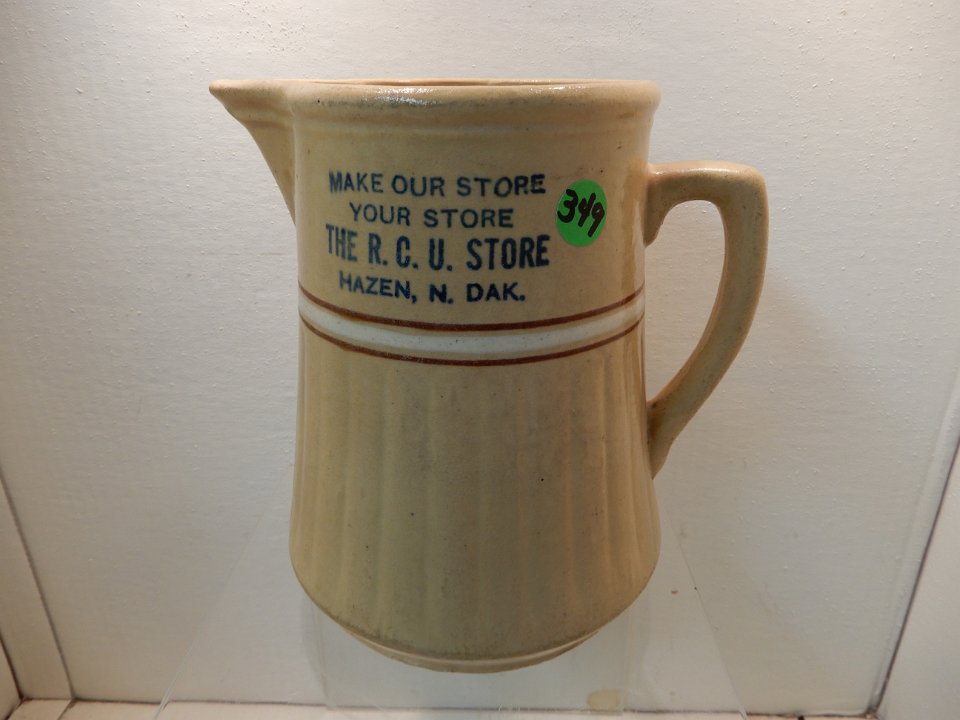 MAKE OUR STORE
YOUR STORE
THE R. C. U. STORE
HAZEN, N. DAK.
349